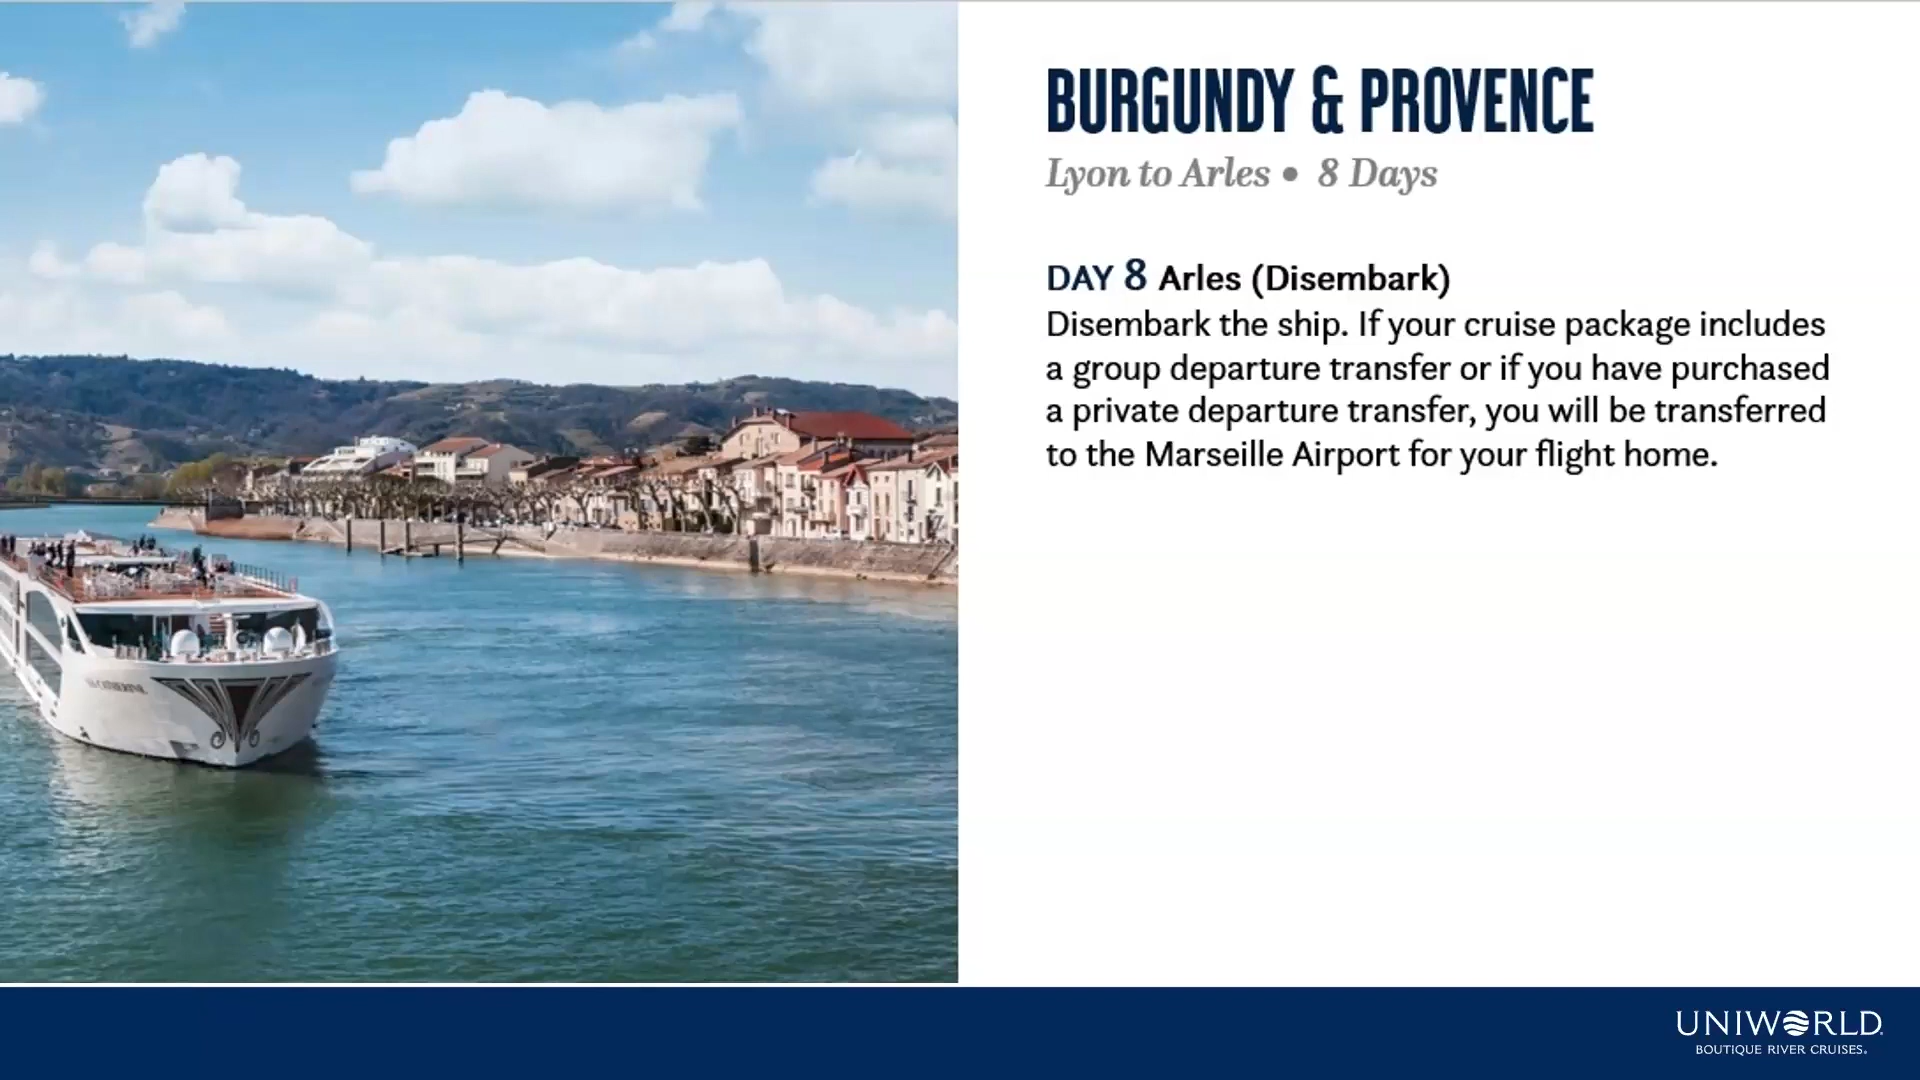 BURGUNDY & PROVENCE
Lyon to Arles • 8 Days
DAY 8 Arles (Disembark)
Disembark the ship. If your cruise package includes
a group departure transfer or if you have purchased
a private departure transfer, you will be transferred
to the Marseille Airport for your flight home.
UNIWORLD
BOUTIQUE RIVER CRUISES.